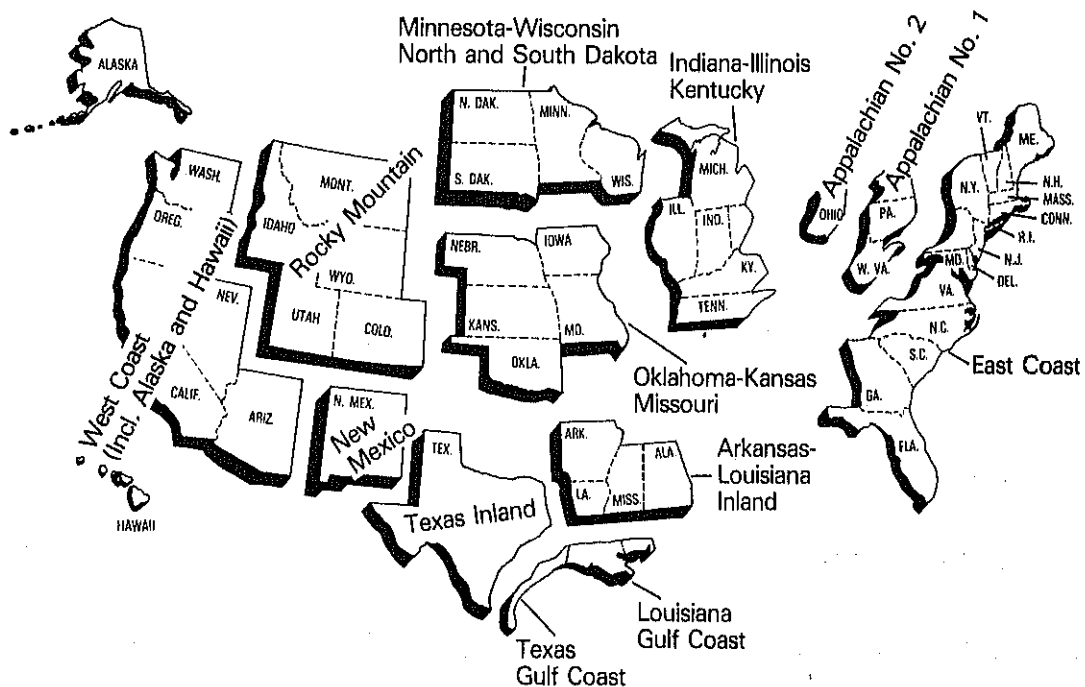 Minnesota-Wisconsin
North and South Dakota
Indiana-Illinois
Kentucky
Appalachian No. 2
Appalachian No. 1
ALASKA
WASH.
OREG.
NEV.
CALIF.
ARIZ.
West Coast
(Incl. Alaska and Hawaii)
HAWAII
MONT.
IDAHO
WYO.
UTAH
COLO.
Rocky Mountain
N. MEX.
New
Mexico
N. DAK.
MINN.
S. DAK.
WIS.
NEBR.
IOWA
KANS.
MO.
OKLA.
Oklahoma-Kansas
Missouri
MICH.
ILL.
IND.
KY.
TENN.
OHIO
PA.
W. VA.
VT.
ME.
N.Y.
N.H.
MASS.
CONN.
R.I.
N.J.
MD.
DEL.
VA.
N.C.
S.C.
East Coast
GA.
FLA.
TEX.
Texas Inland
ARK.
ALA.
LA.
MISS.
Arkansas-
Louisiana
Inland
Louisiana
Gulf Coast
Texas
Gulf Coast